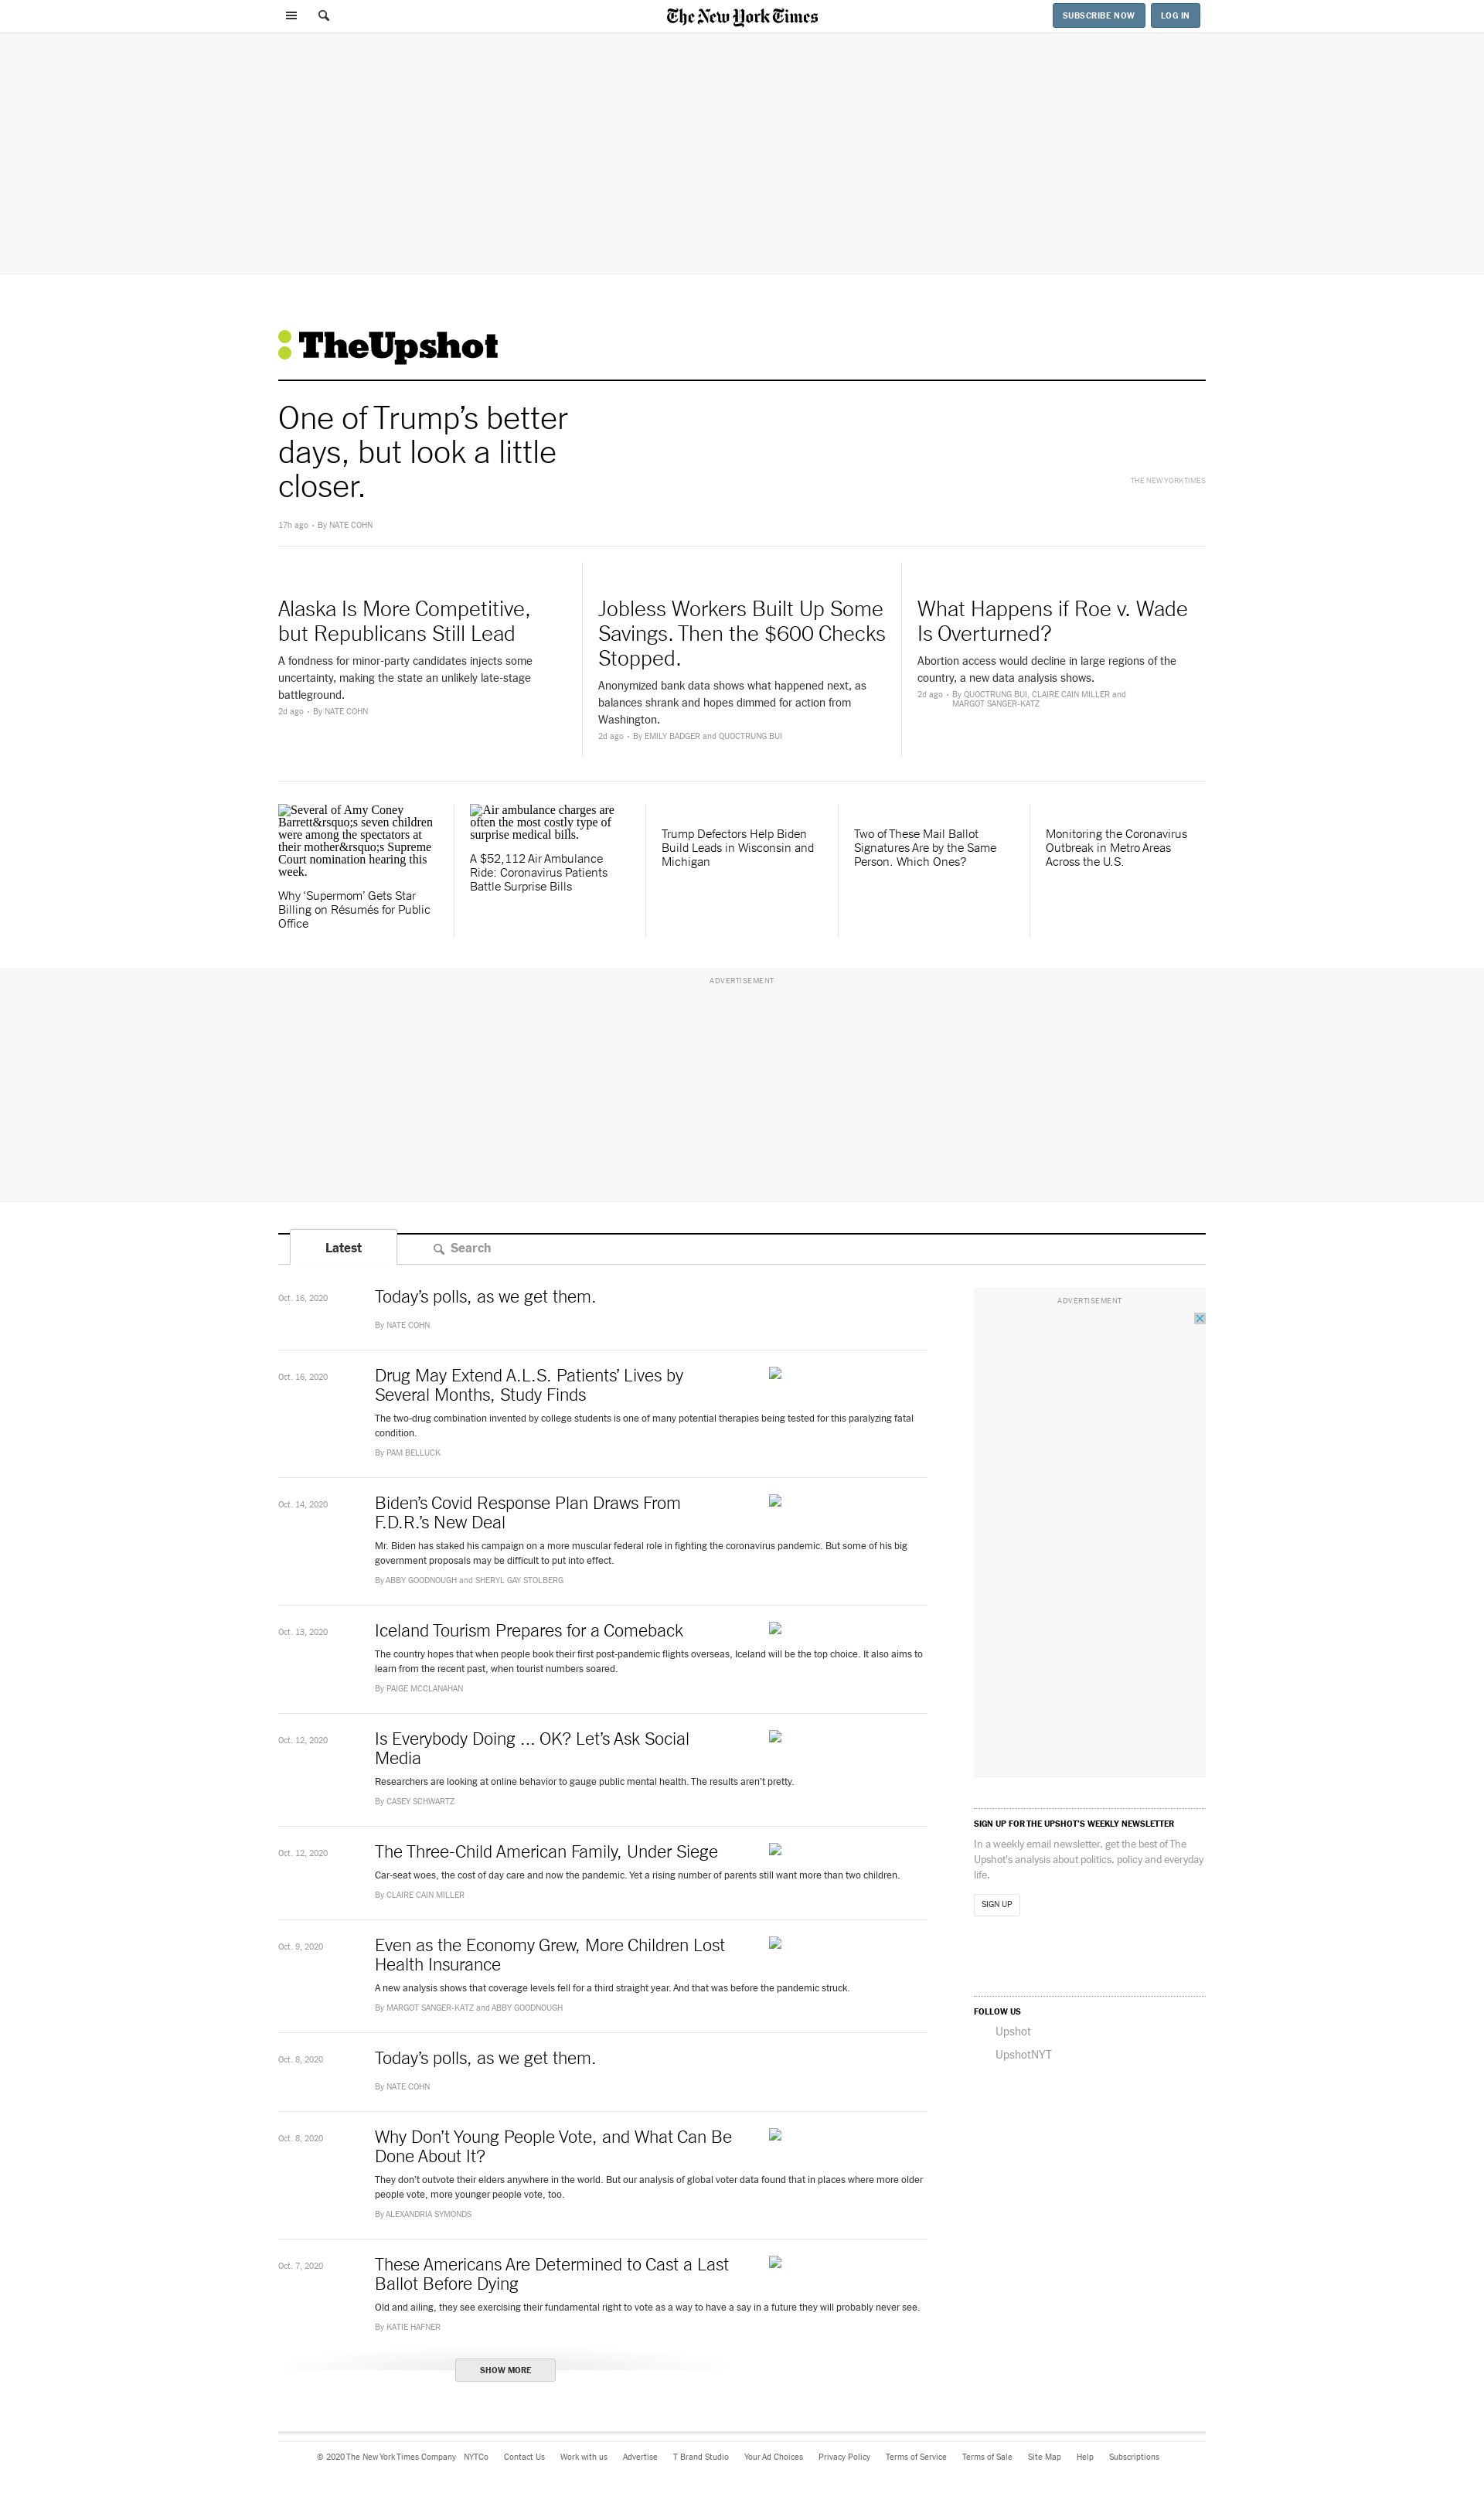 The New York Times
SUBSCRIBE NOW
LOG IN
TheUpshot
One of Trump’s better
days, but look a little
closer.
THE NEW YORK TIMES
17h ago • By NATE COHN
Alaska Is More Competitive,
but Republicans Still Lead
A fondness for minor-party candidates injects some
uncertainty, making the state an unlikely late-stage
battleground.
2d ago • By NATE COHN
Jobless Workers Built Up Some
Savings. Then the $600 Checks
Stopped.
Anonymized bank data shows what happened next, as
balances shrank and hopes dimmed for action from
Washington.
2d ago • By EMILY BADGER and QUOCTRUNG BUI
What Happens if Roe v. Wade
Is Overturned?
Abortion access would decline in large regions of the
country, a new data analysis shows.
2d ago • By QUOCTRUNG BUI, CLAIRE CAIN MILLER and
MARGOT SANGER-KATZ
Several of Amy Coney
Barrett&rsquo;s seven children
were among the spectators at
their mother&rsquo;s Supreme
Court nomination hearing this
week.
Why ‘Supermom’ Gets Star
Billing on Résumés for Public
Office
Air ambulance charges are
often the most costly type of
surprise medical bills.
A $52,112 Air Ambulance
Ride: Coronavirus Patients
Battle Surprise Bills
Trump Defectors Help Biden
Build Leads in Wisconsin and
Michigan
Two of These Mail Ballot
Signatures Are by the Same
Person. Which Ones?
Monitoring the Coronavirus
Outbreak in Metro Areas
Across the U.S.
ADVERTISEMENT
Latest
Search
Oct. 16, 2020
Today’s polls, as we get them.
By NATE COHN
Oct. 16, 2020
Drug May Extend A.L.S. Patients’ Lives by
Several Months, Study Finds
The two-drug combination invented by college students is one of many potential therapies being tested for this paralyzing fatal
condition.
By PAM BELLUCK
Oct. 14, 2020
Biden’s Covid Response Plan Draws From
F.D.R.’s New Deal
Mr. Biden has staked his campaign on a more muscular federal role in fighting the coronavirus pandemic. But some of his big
government proposals may be difficult to put into effect.
By ABBY GOODNOUGH and SHERYL GAY STOLBERG
Oct. 13, 2020
Iceland Tourism Prepares for a Comeback
The country hopes that when people book their first post-pandemic flights overseas, Iceland will be the top choice. It also aims to
learn from the recent past, when tourist numbers soared.
By PAIGE MCCLANAHAN
Oct. 12, 2020
Is Everybody Doing ... OK? Let’s Ask Social
Media
Researchers are looking at online behavior to gauge public mental health. The results aren’t pretty.
By CASEY SCHWARTZ
Oct. 12, 2020
The Three-Child American Family, Under Siege
Car-seat woes, the cost of day care and now the pandemic. Yet a rising number of parents still want more than two children.
By CLAIRE CAIN MILLER
Oct. 9, 2020
Even as the Economy Grew, More Children Lost
Health Insurance
A new analysis shows that coverage levels fell for a third straight year. And that was before the pandemic struck.
By MARGOT SANGER-KATZ and ABBY GOODNOUGH
Oct. 8, 2020
Today’s polls, as we get them.
By NATE COHN
Oct. 8, 2020
Why Don’t Young People Vote, and What Can Be
Done About It?
They don’t outvote their elders anywhere in the world. But our analysis of global voter data found that in places where more older
people vote, more younger people vote, too.
By ALEXANDRIA SYMONDS
Oct. 7, 2020
These Americans Are Determined to Cast a Last
Ballot Before Dying
Old and ailing, they see exercising their fundamental right to vote as a way to have a say in a future they will probably never see.
By KATIE HAFNER
SHOW MORE
ADVERTISEMENT
SIGN UP FOR THE UPSHOT’S WEEKLY NEWSLETTER
In a weekly email newsletter, get the best of The
Upshot’s analysis about politics, policy and everyday
life.
SIGN UP
FOLLOW US
Upshot
UpshotNYT
© 2020 The New York Times Company NYTCo Contact Us Work with us Advertise T Brand Studio Your Ad Choices Privacy Policy Terms of Service Terms of Sale Site Map Help Subscriptions